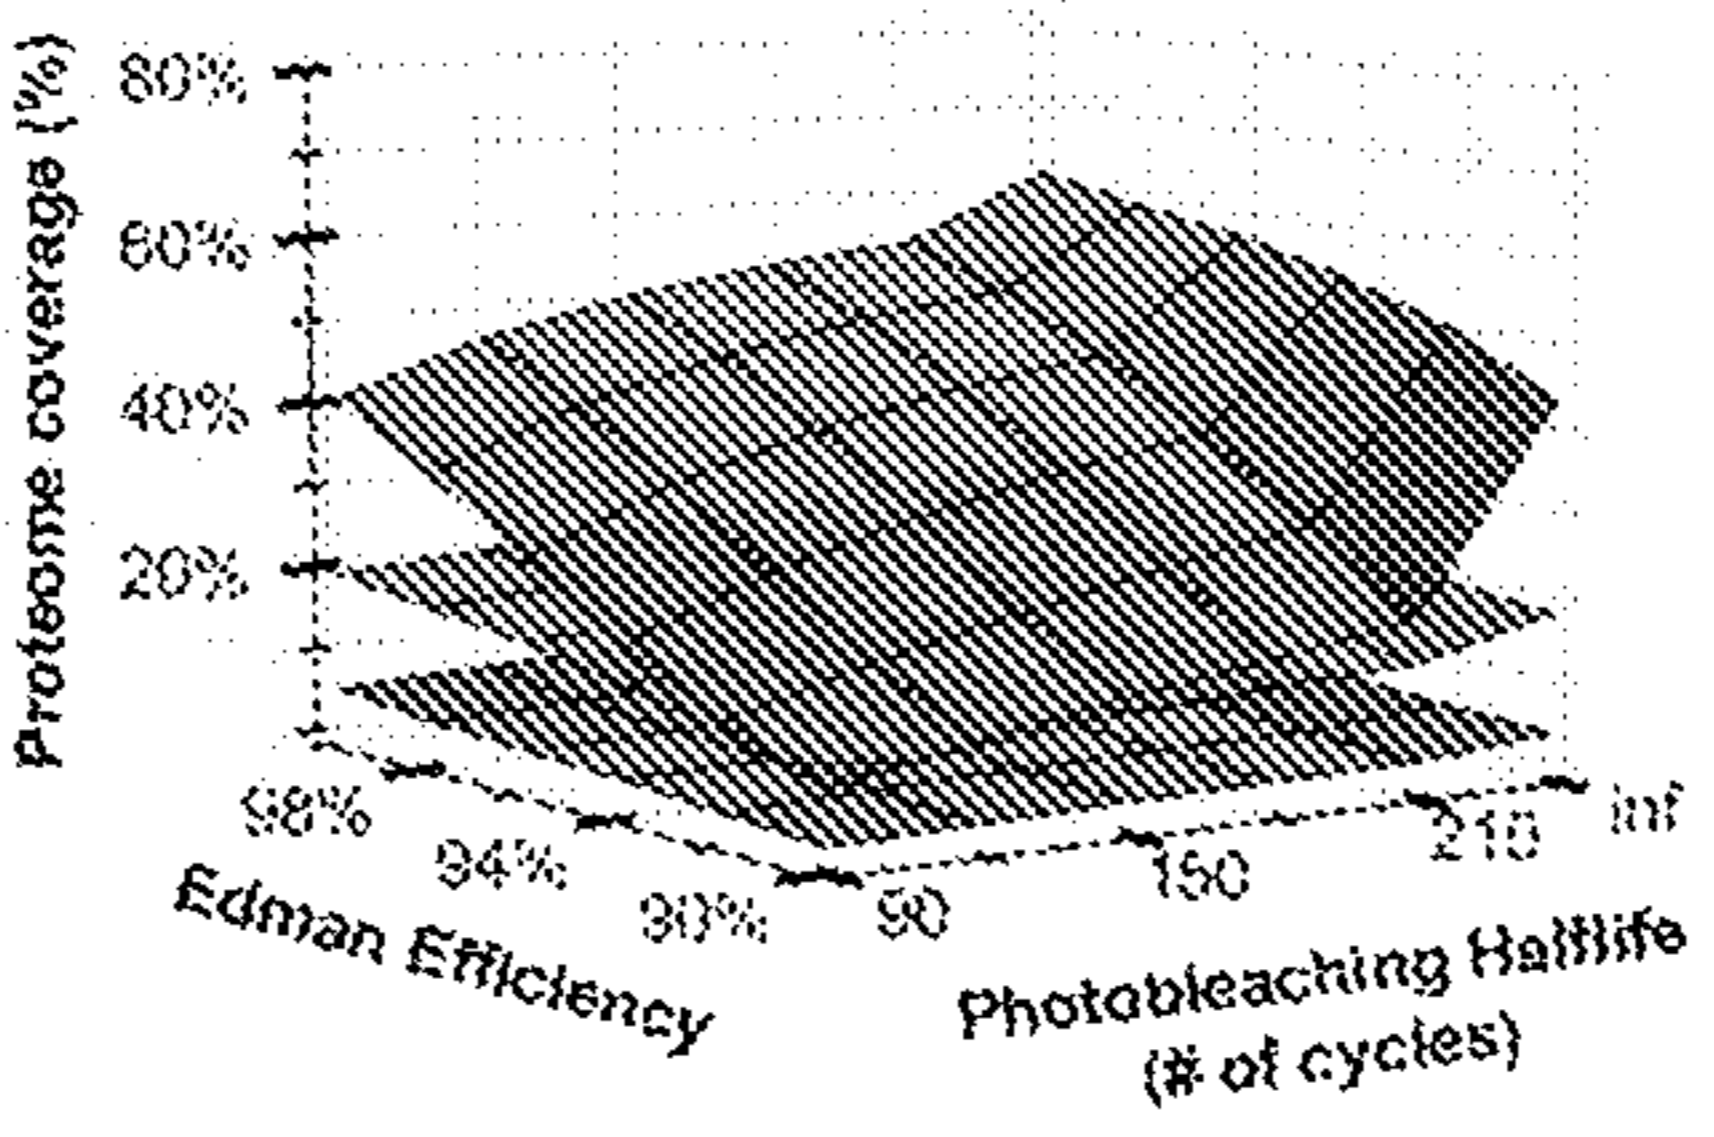 Proteome coverage (%)
80%
60%
40%
20%
98%
94%
90%
Edman Efficiency
90
150
210
inf
Photobleaching Halflife
(# of cycles)